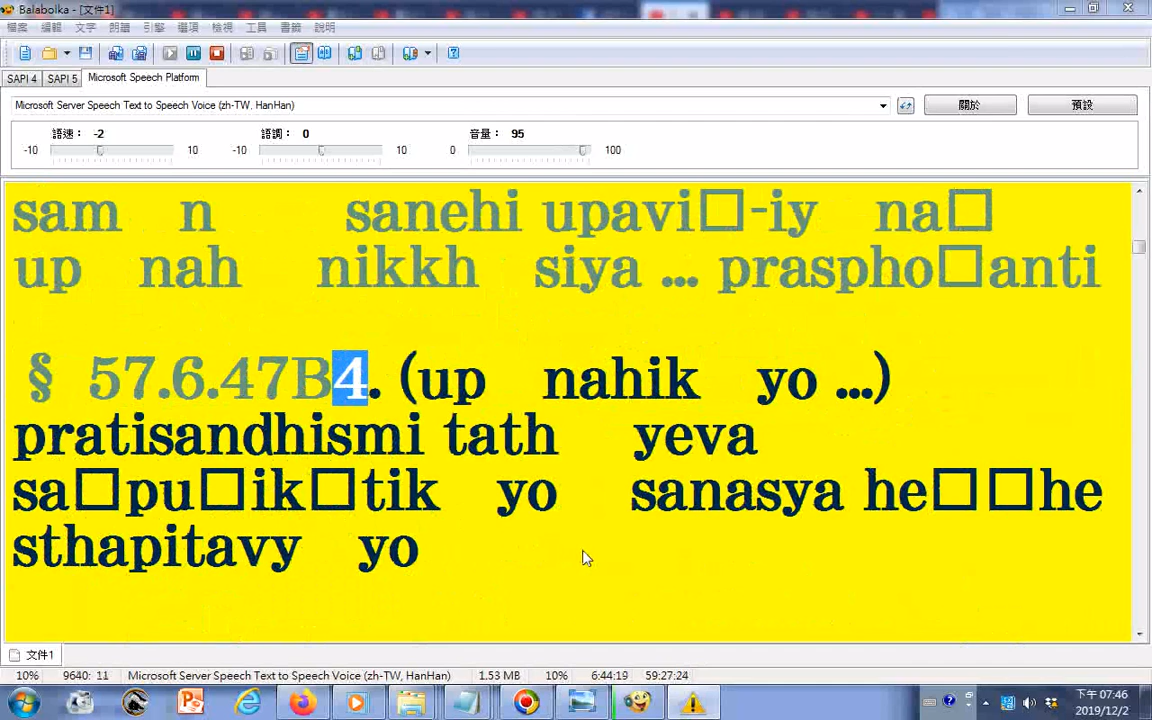 Balabolka - [文件1]
檔案 編輯 文字 朗讀 引擎 選項 檢視 工具 書籤 說明
SAPI 4 SAPI 5 Microsoft Speech Platform
Microsoft Server Speech Text to Speech Voice (zh-TW, HanHan) 關於 預設
語速： -2 語調： 0 音量： 95
-10 10 -10 10 0 100
sam n sanehi upavi□-iy na□
up nah nikkh siya ... praspho□anti
§ 57.6.47B4. (up nahik yo ...)
pratisandhismi tath yeva
sa□pu□ik□tik yo sanasya he□□he
sthapitavy yo
文件1
10% 9640: 11 Microsoft Server Speech Text to Speech Voice (zh-TW, HanHan) 1.53 MB 10% 6:44:19 59:27:24
下午 07:46
2019/12/2